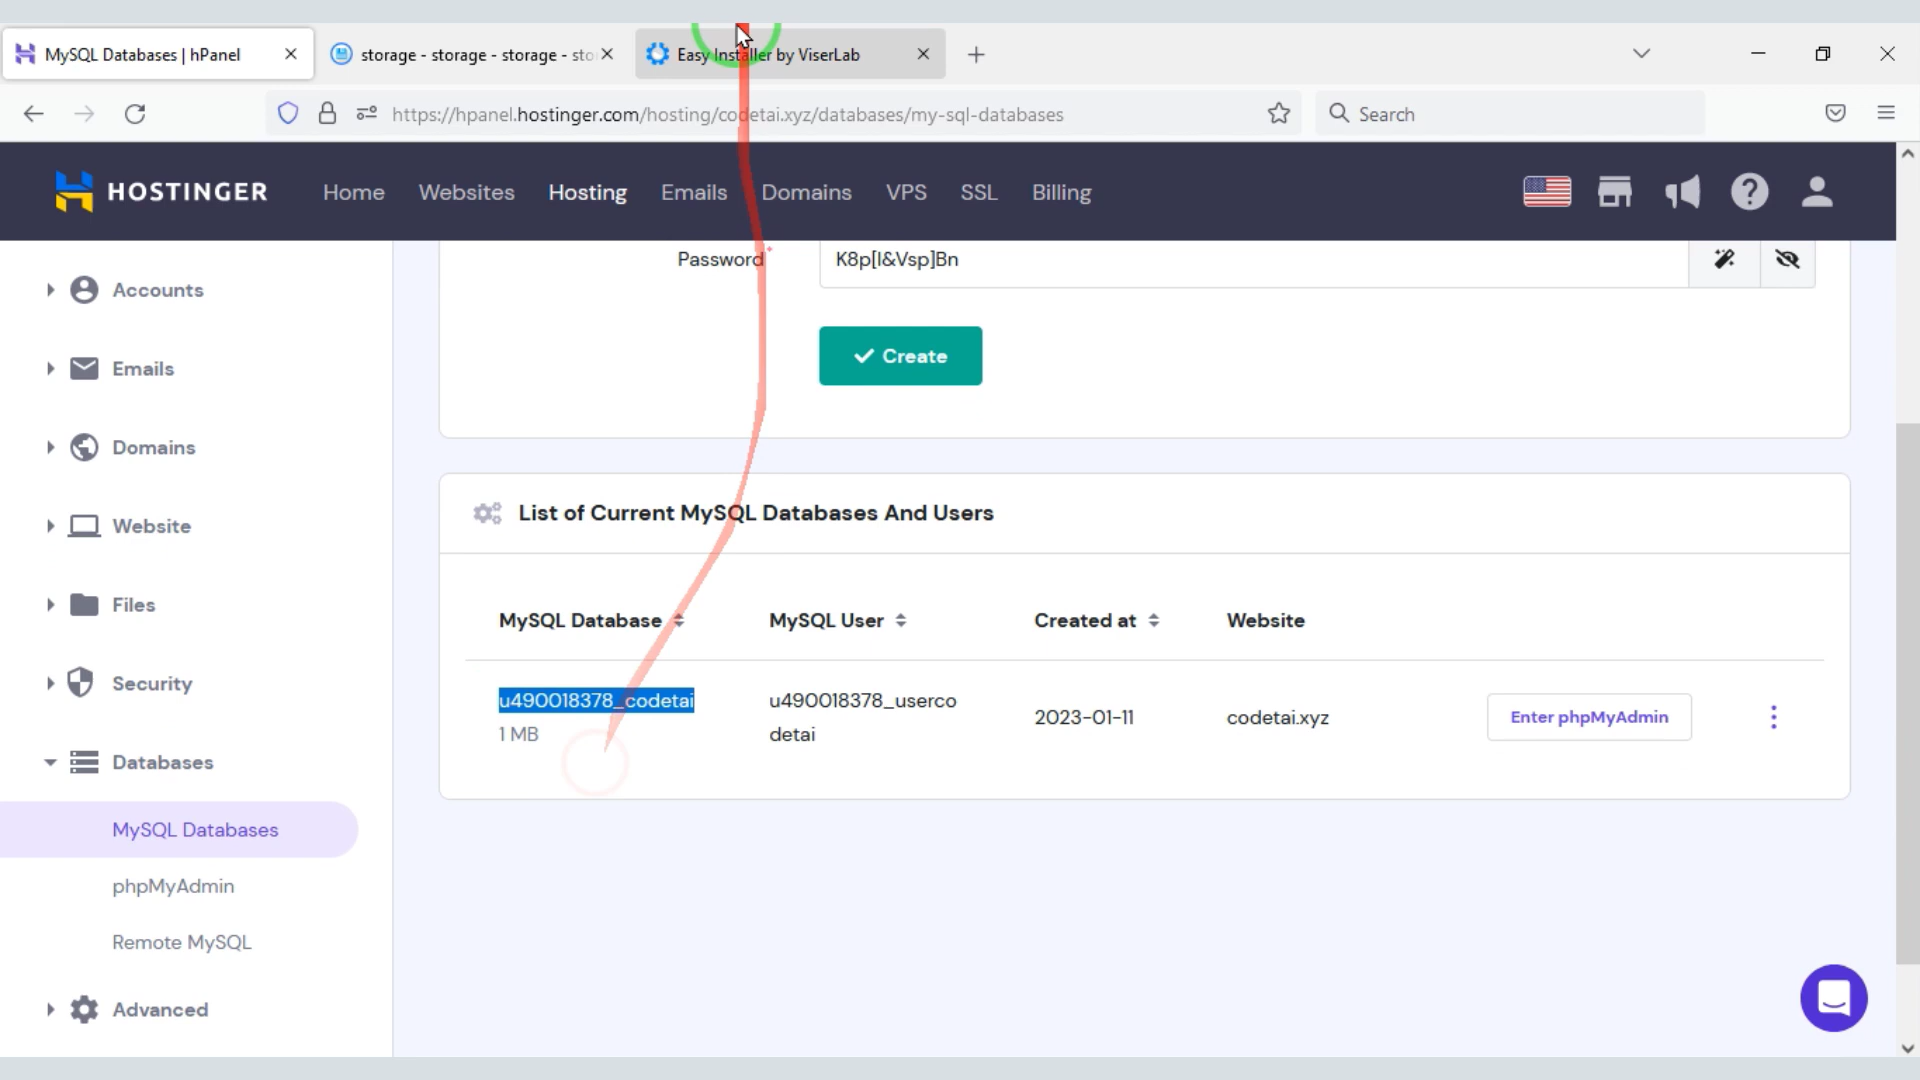 MySQL Databases | hPanel
storage - storage - storage - sto
Easy Installer by ViserLab
https://hpanel.hostinger.com/hosting/codetai.xyz/databases/my-sql-databases
Search
HOSTINGER
Home
Websites
Hosting
Emails
Domains
VPS
SSL
Billing
Accounts
Emails
Domains
Website
Files
Security
Databases
MySQL Databases
phpMyAdmin
Remote MySQL
Advanced
Password *
K8p[l&Vsp]Bn
Create
List of Current MySQL Databases And Users
MySQL Database
MySQL User
Created at
Website
u490018378_codetai
1 MB
u490018378_userco
detai
2023-01-11
codetai.xyz
Enter phpMyAdmin